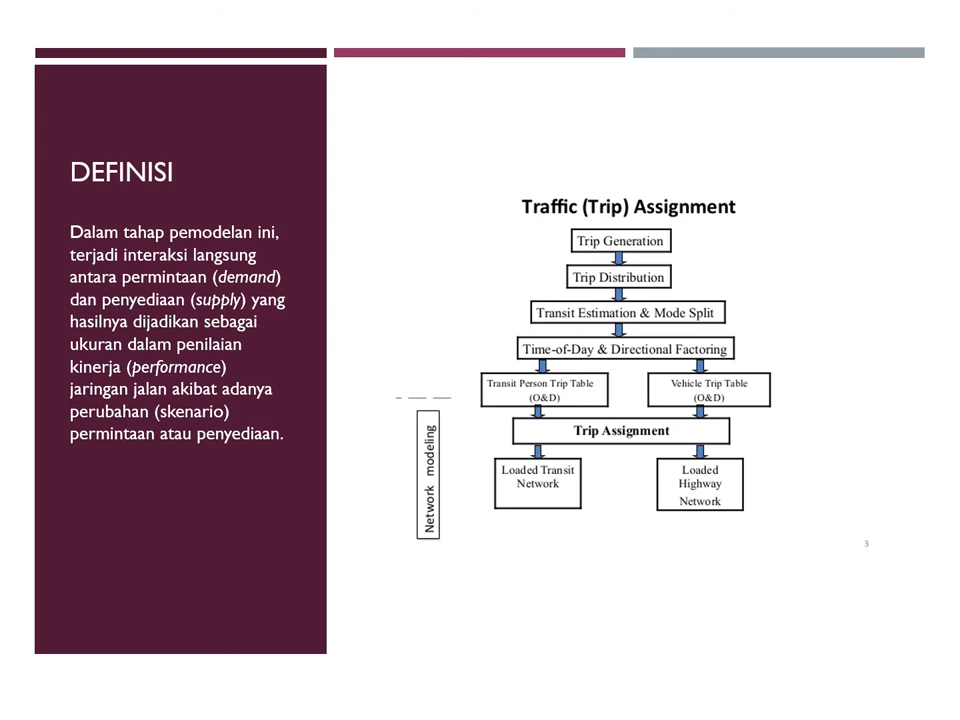 DEFINISI
Dalam tahap pemodelan ini,
terjadi interaksi langsung
antara permintaan (demand)
dan penyediaan (supply) yang
hasilnya dijadikan sebagai
ukuran dalam penilaian
kinerja (performance)
jaringan jalan akibat adanya
perubahan (skenario)
permintaan atau penyediaan.
Traffic (Trip) Assignment
Trip Generation
Trip Distribution
Transit Estimation & Mode Split
Time-of-Day & Directional Factoring
Transit Person Trip Table
(O&D)
Vehicle Trip Table
(O&D)
Trip Assignment
Loaded Transit
Network
Loaded
Highway
Network
Network modeling
3